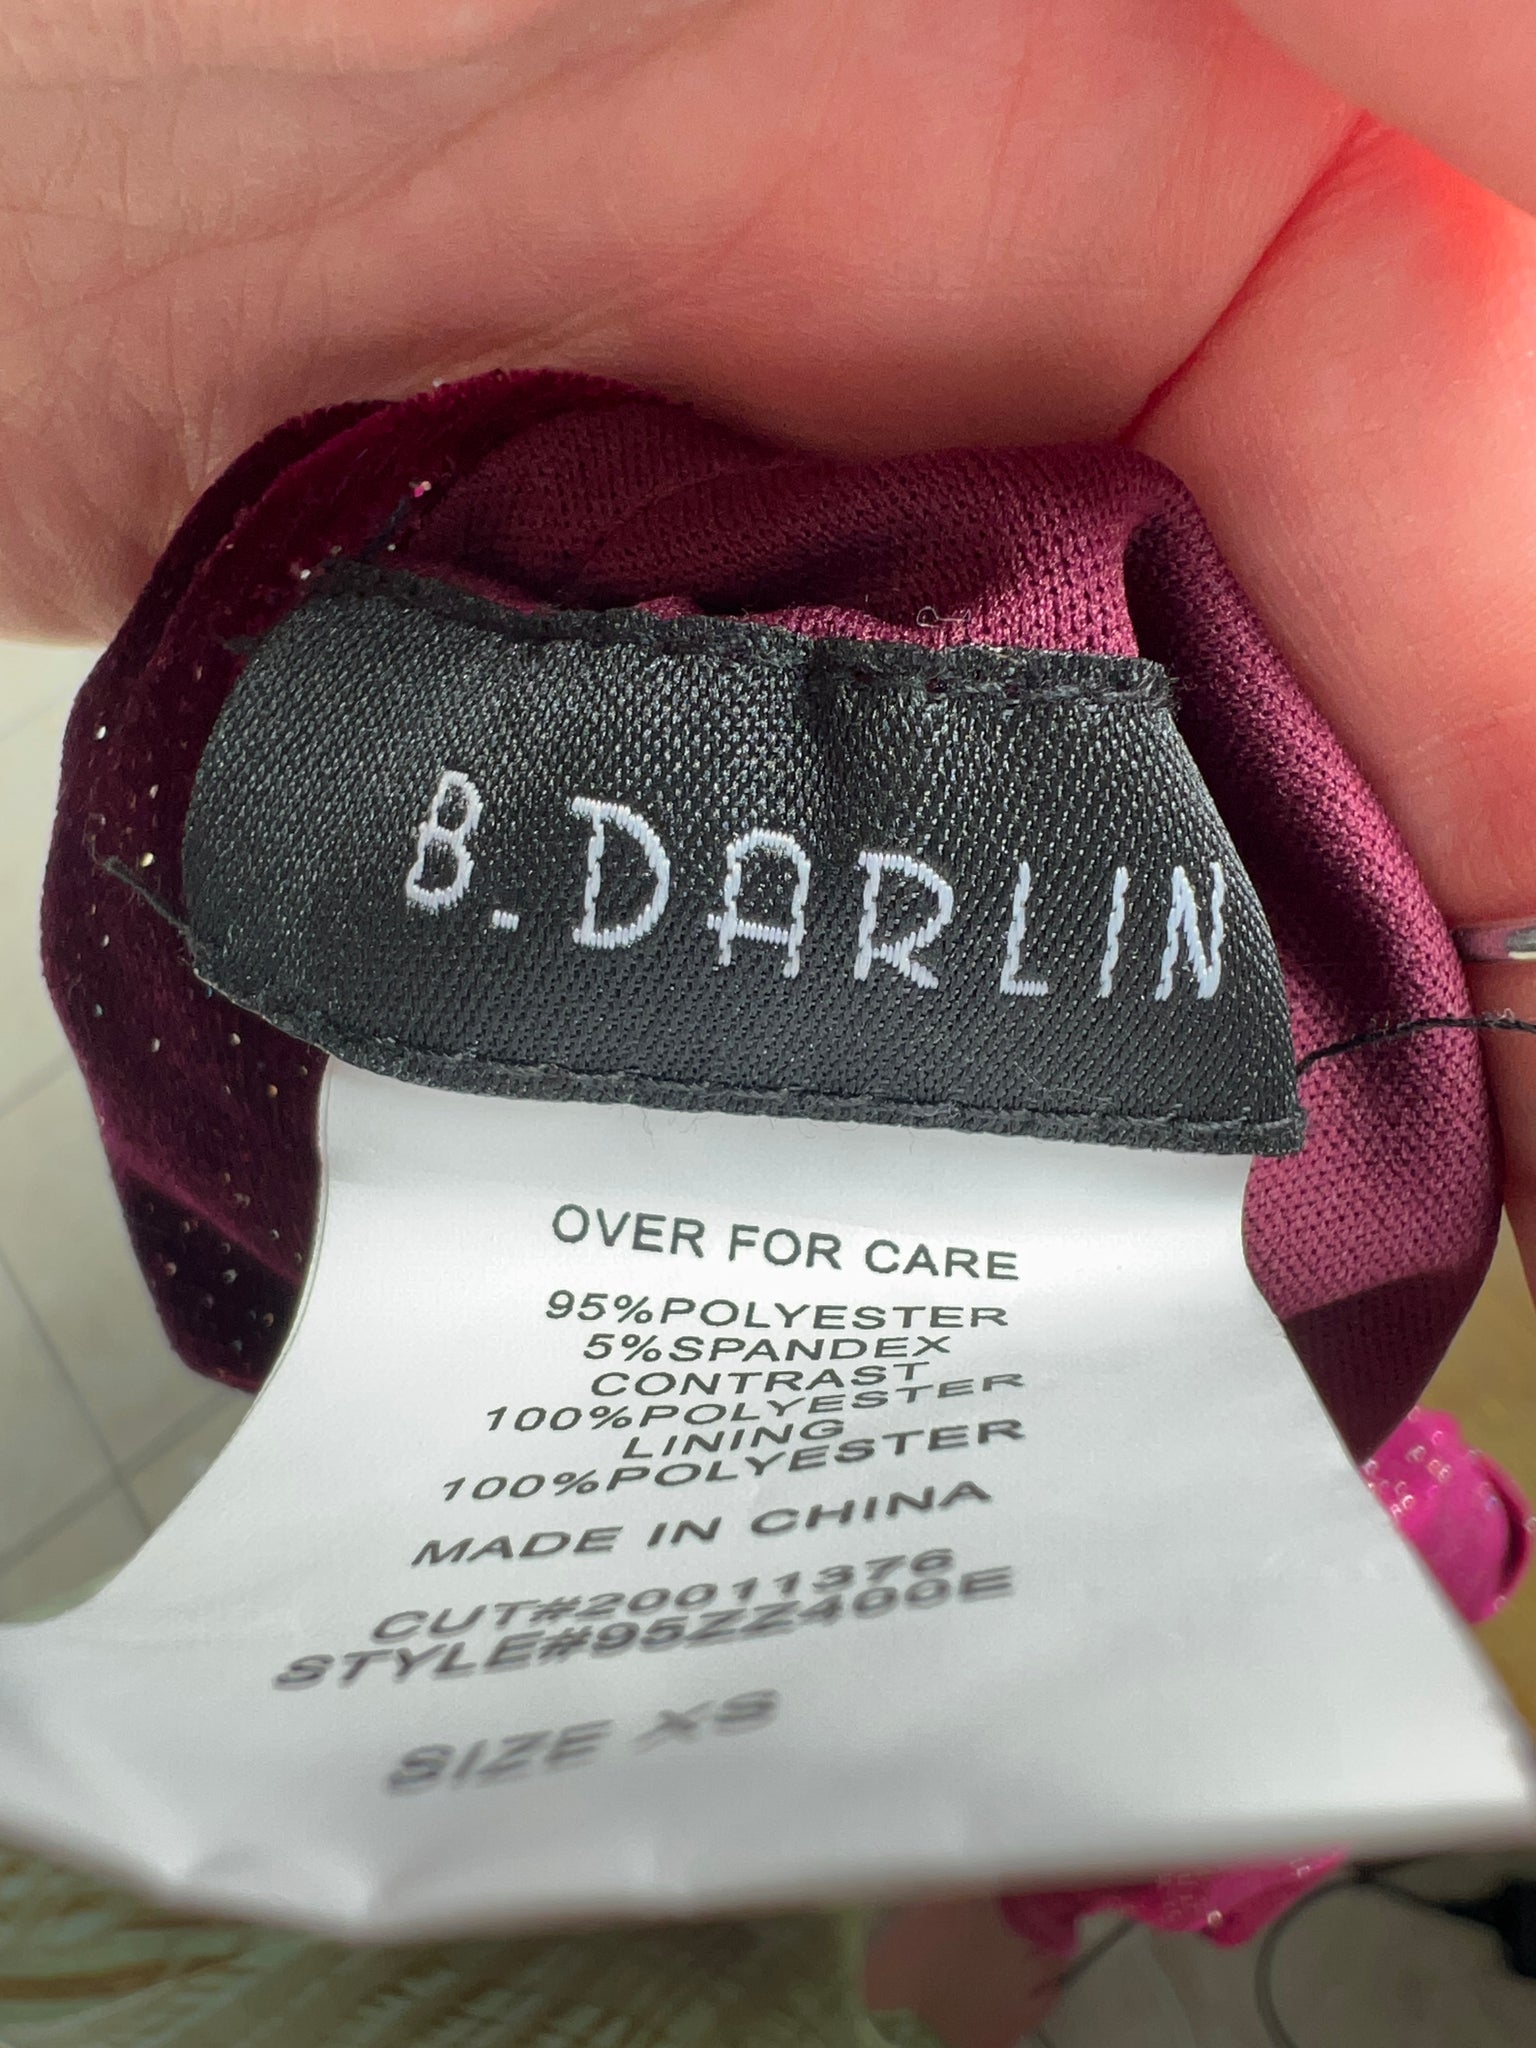 B.DARLIN
OVER FOR CARE
95%POLYESTER
5%SPANDEX
CONTRAST
100%POLYESTER
LINING
100%POLYESTER
MADE IN CHINA
CUT#20011376
STYLE#95ZZ400E
SIZE XS